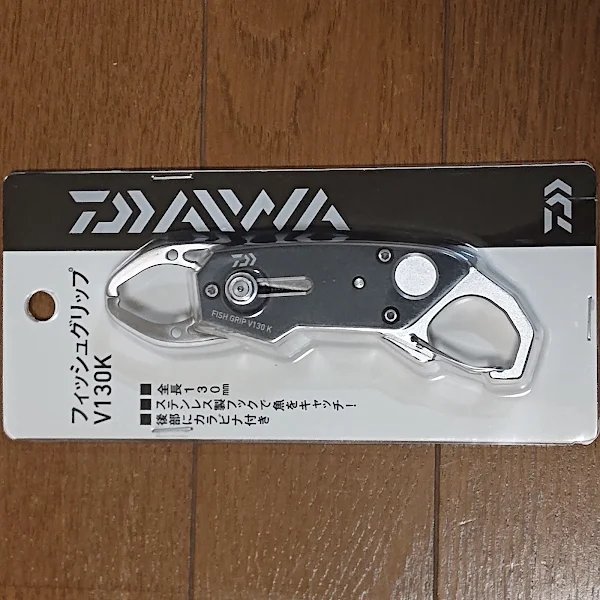 DAIWA
フィッシュグリップ
V130K
FISH GRIP V130 K
■ 全長130㎜
■ ステンレス製フックで魚をキャッチ!
■ 後部にカラビナ付き